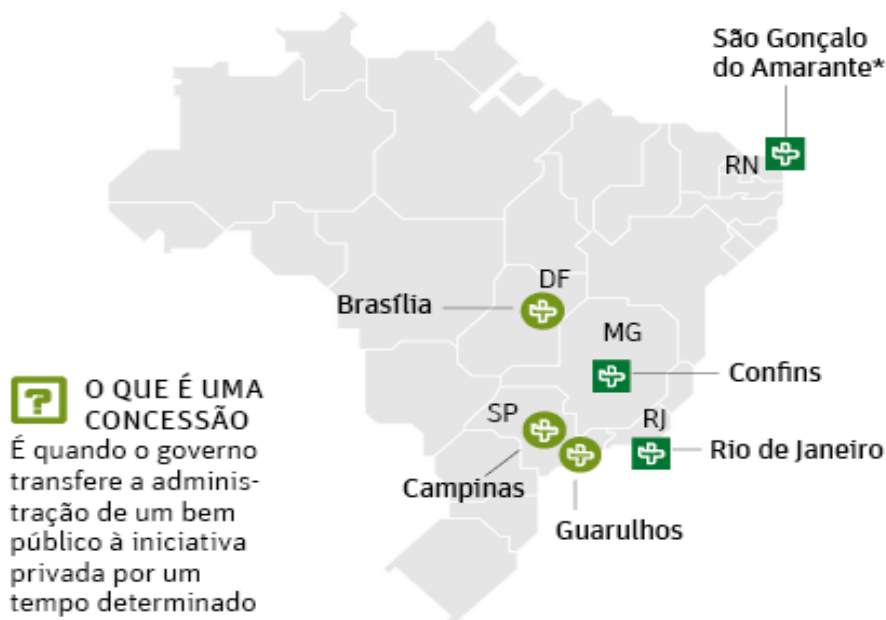 São Gonçalo
do Amarante*
RN
DF
Brasília
MG
Confins
SP
RJ
Rio de Janeiro
Campinas
Guarulhos
?
O QUE É UMA
CONCESSÃO
É quando o governo
transfere a adminis-
tração de um bem
público à iniciativa
privada por um
tempo determinado